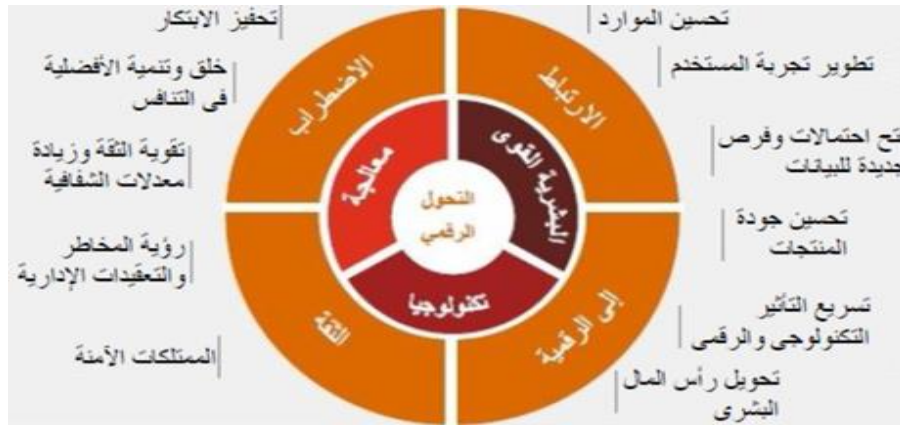 تحسين الموارد
تطوير تجربة المستخدم
تح احتمالات وفرص
جديدة للبيانات
تحسين جودة
المنتجات
تسريع التأثير
التكنولوجى والرقمى
تحويل رأس المال
البشرى
تحفيز الابتكار
خلق وتنمية الأفضلية
فى التنافس
تقوية الثقة وزيادة
معدلات الشفافية
رؤية المخاطر
والتعقيدات الإدارية
الممتلكات الآمنة
الارتباط
الاضطراب
الثقة
إلى الرقمية
البشرية القوى
معالجة
تكنولوجيا
التحول
الرقمي